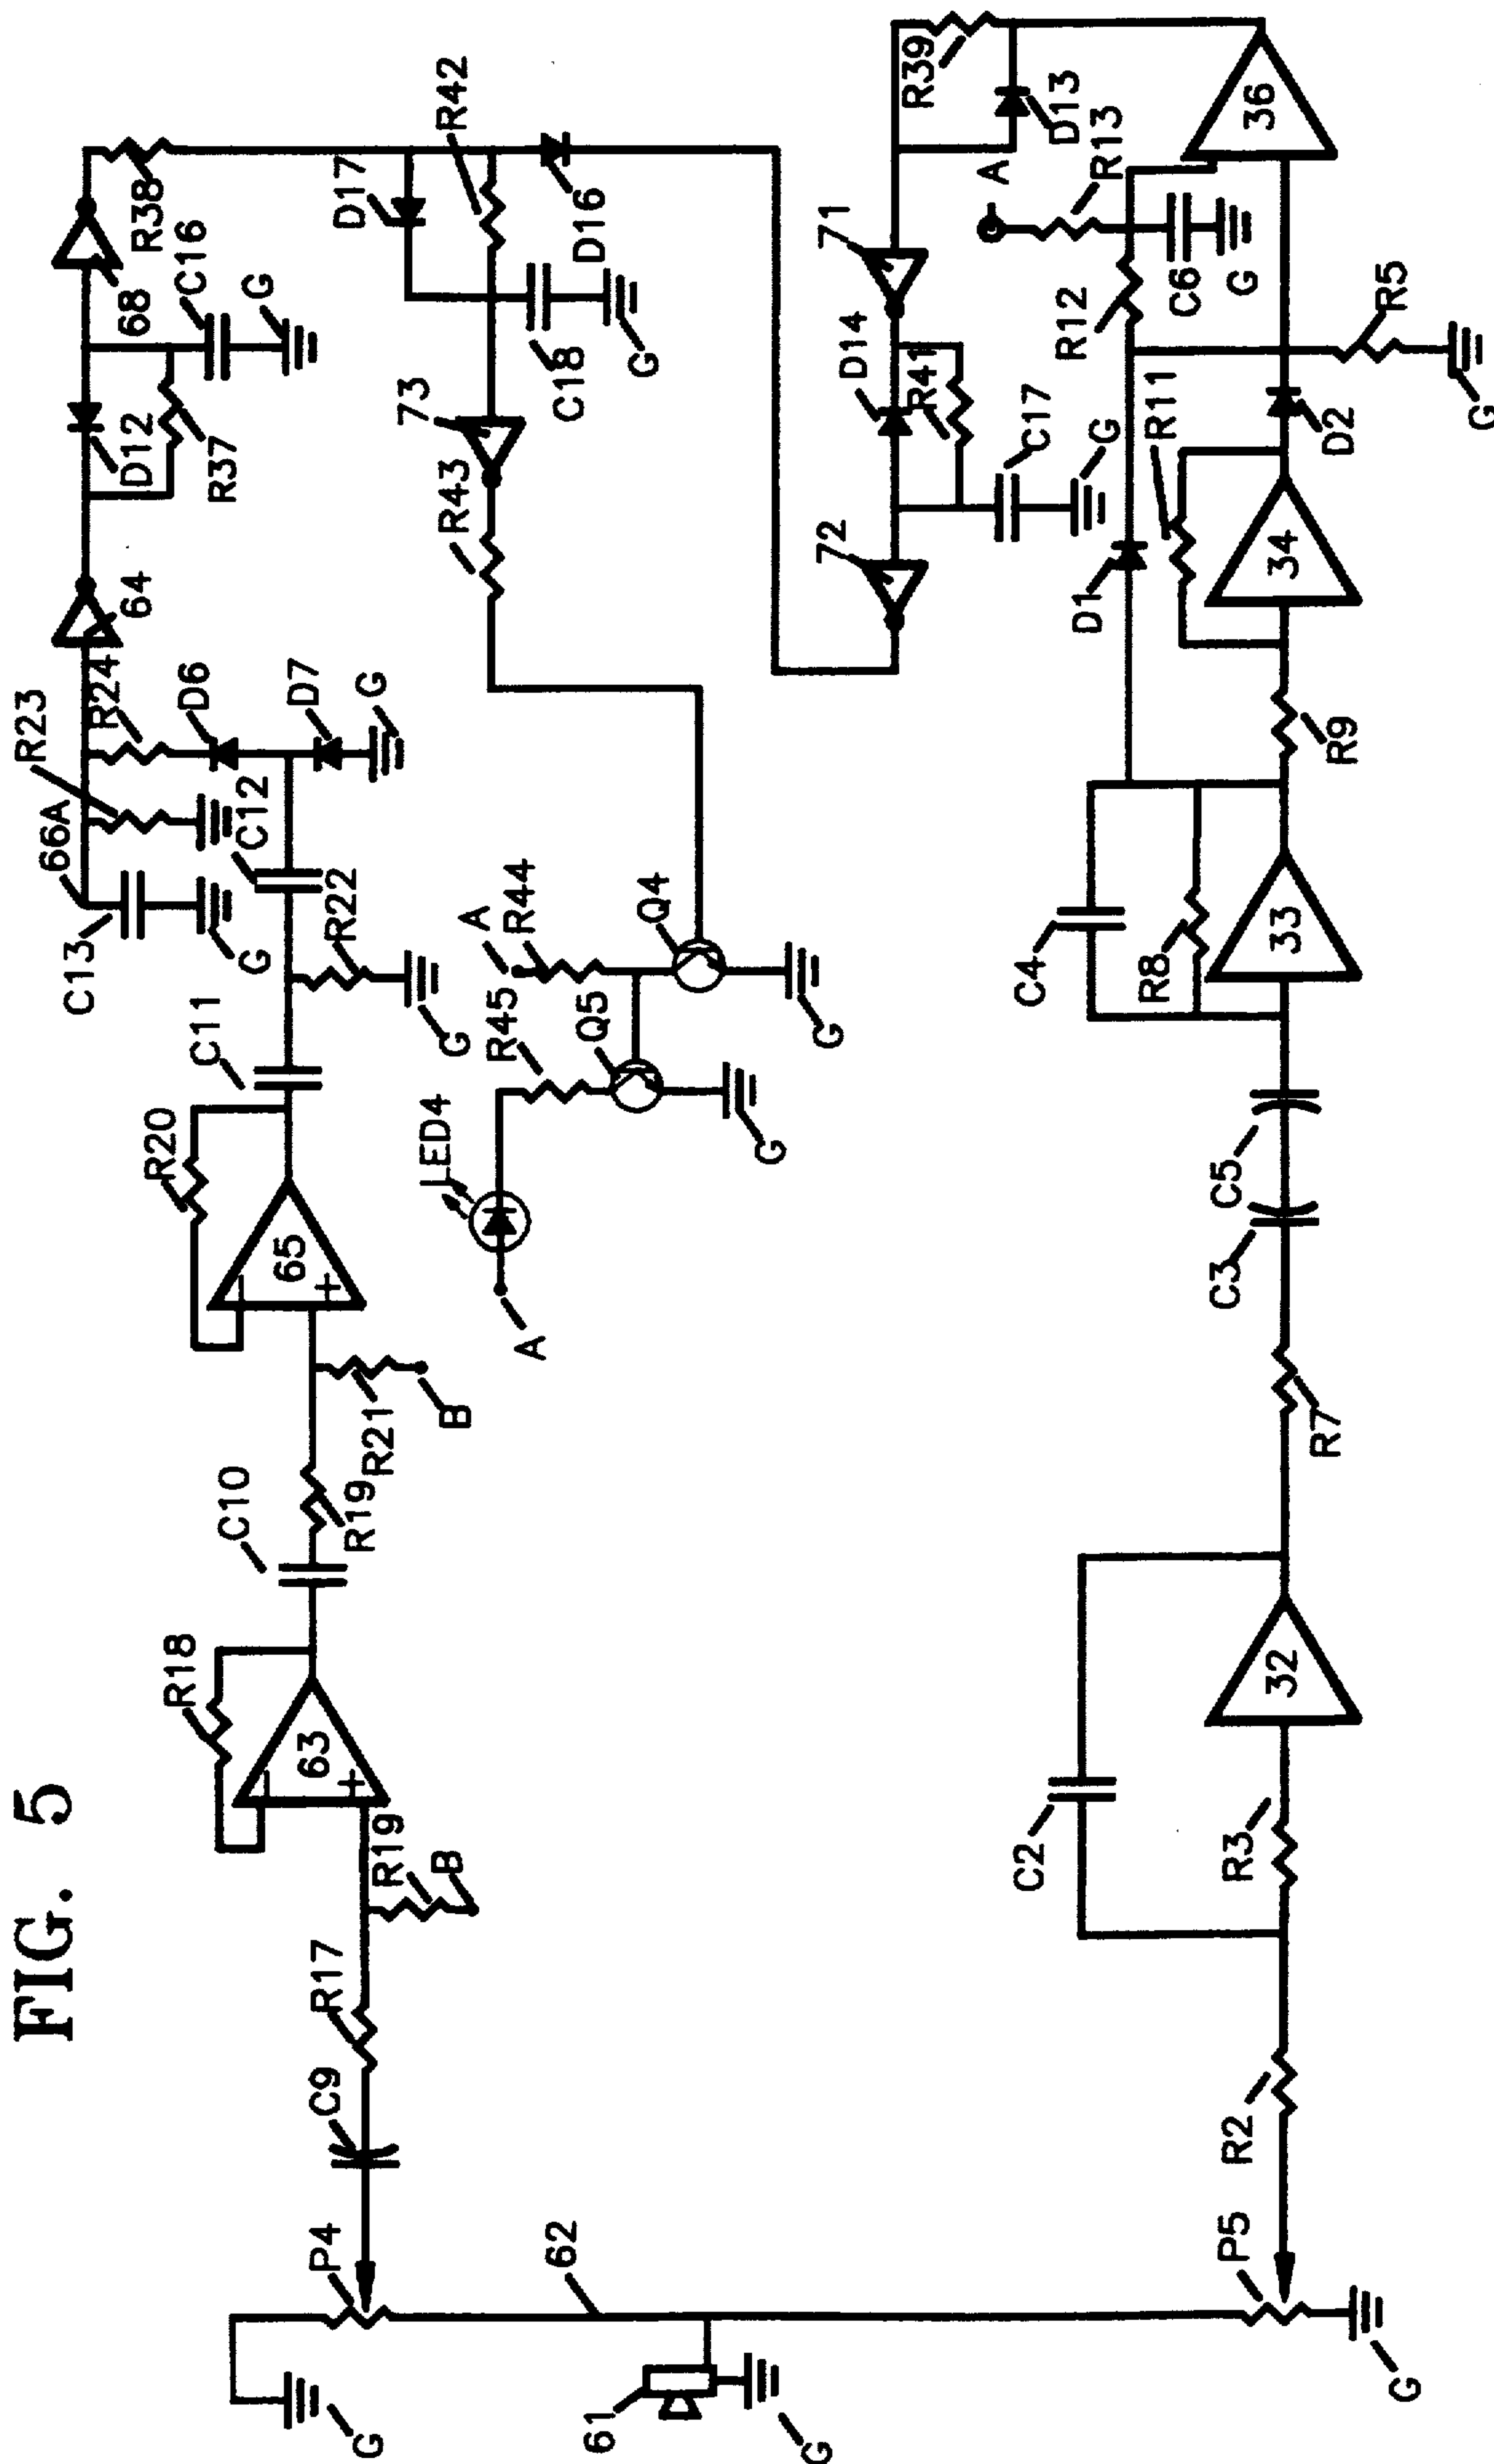 FIG. 5
G
P4
C9
R17
R19
B
R18
63
−
+
C10
R19
R21
B
R20
65
−
+
C11
R22
G
C12
C13
G
66A
R23
R24
D6
D7
G
64
D12
R37
68
C16
G
R38
D17
R42
D16
C18
G
73
R43
A
LED4
R45
Q5
G
A
R44
Q4
G
61
G
62
72
D14
R41
C17
G
71
R39
D13
A
R13
R12
C6
G
36
P5
G
R2
R3
C2
32
R7
C3
C5
C4
R8
33
D1
R9
R11
34
D2
R5
G